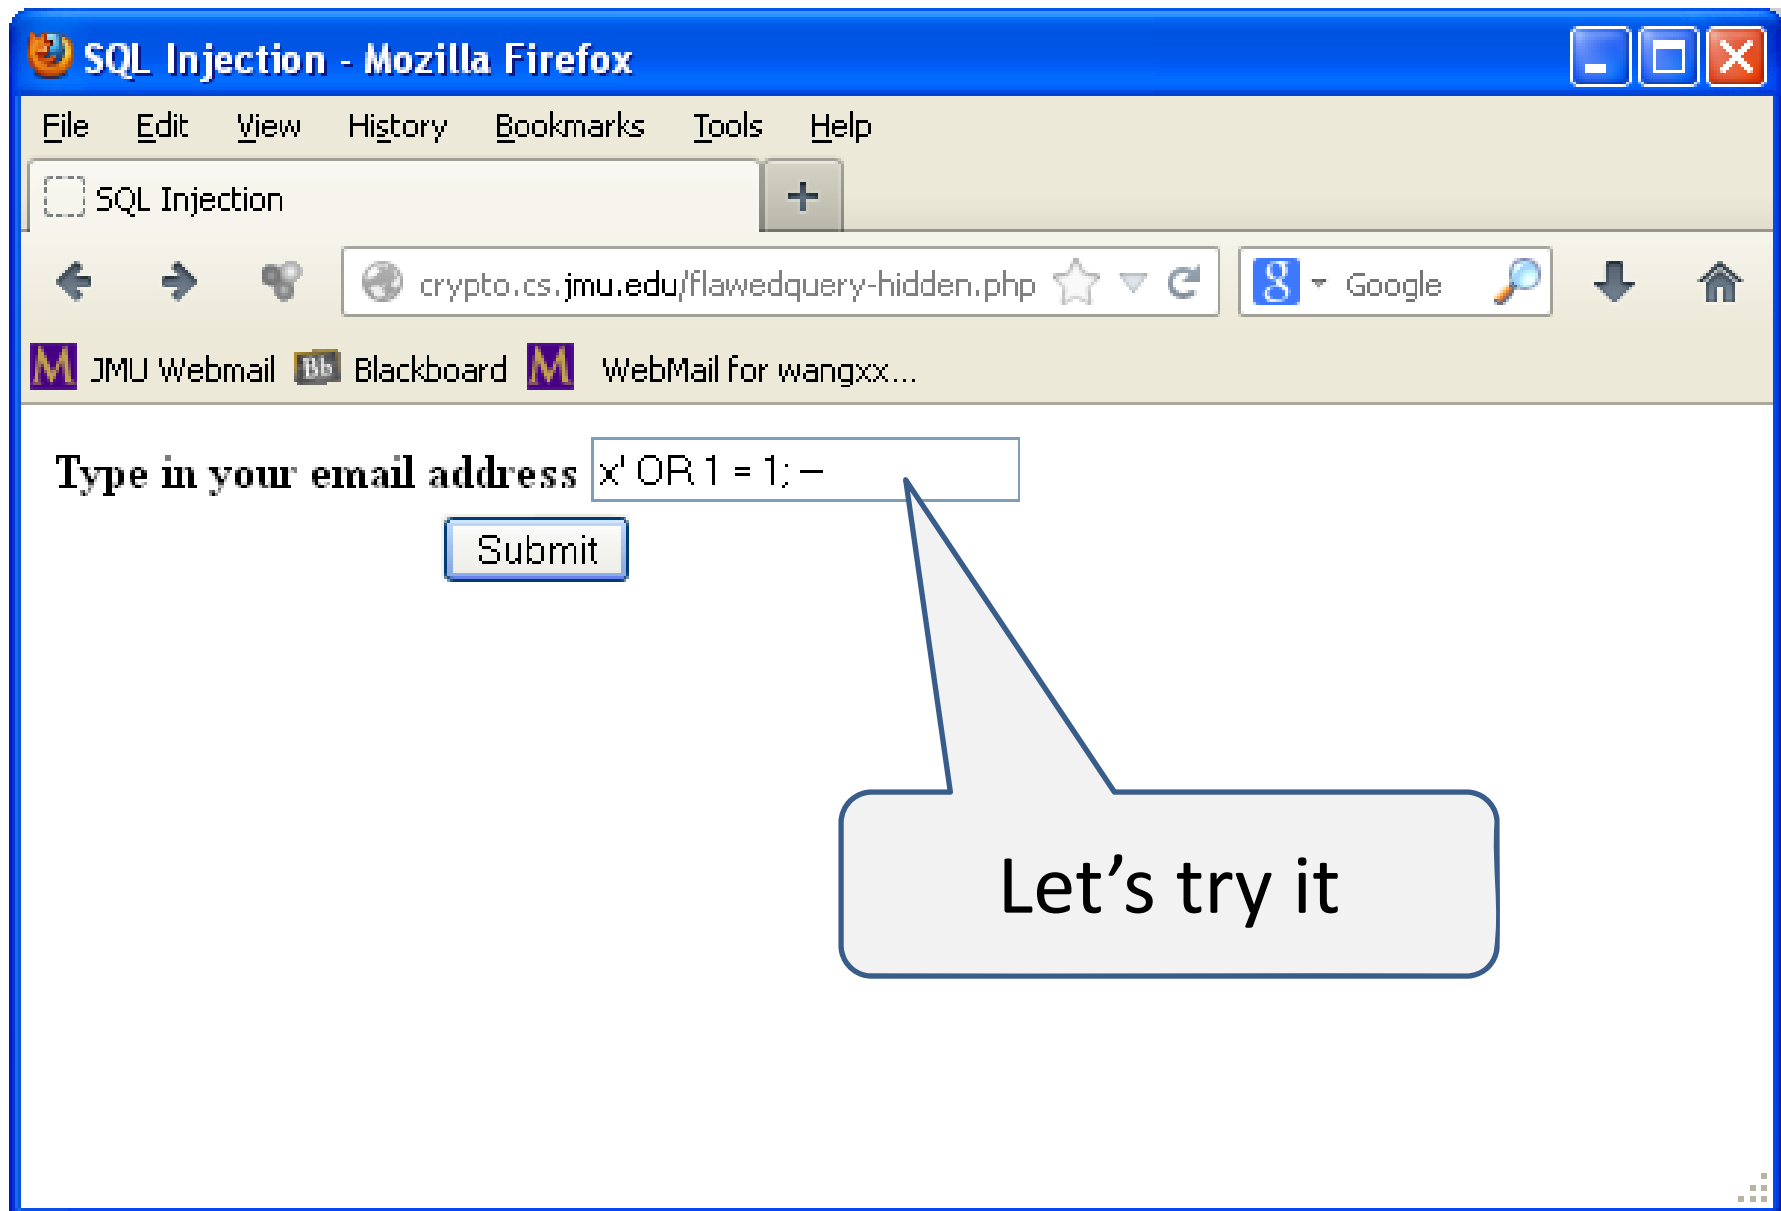 SQL Injection - Mozilla Firefox
File Edit View History Bookmarks Tools Help
SQL Injection +
crypto.cs.jmu.edu/flawedquery-hidden.php 8 Google
M JMU Webmail Bb Blackboard M WebMail for wangxx...
Type in your email address x' OR 1 = 1; --
Submit
Let’s try it